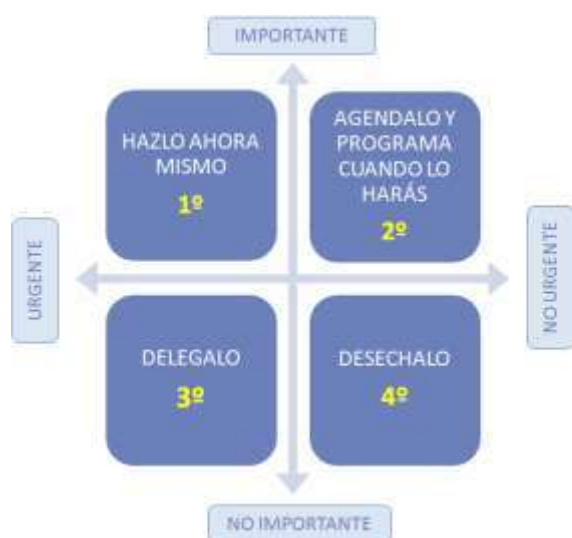 IMPORTANTE
HAZLO AHORA
MISMO
1º
AGENDALO Y
PROGRAMA
CUANDO LO
HARÁS
2º
URGENTE
NO URGENTE
DELEGALO
3º
DESECHALO
4º
NO IMPORTANTE